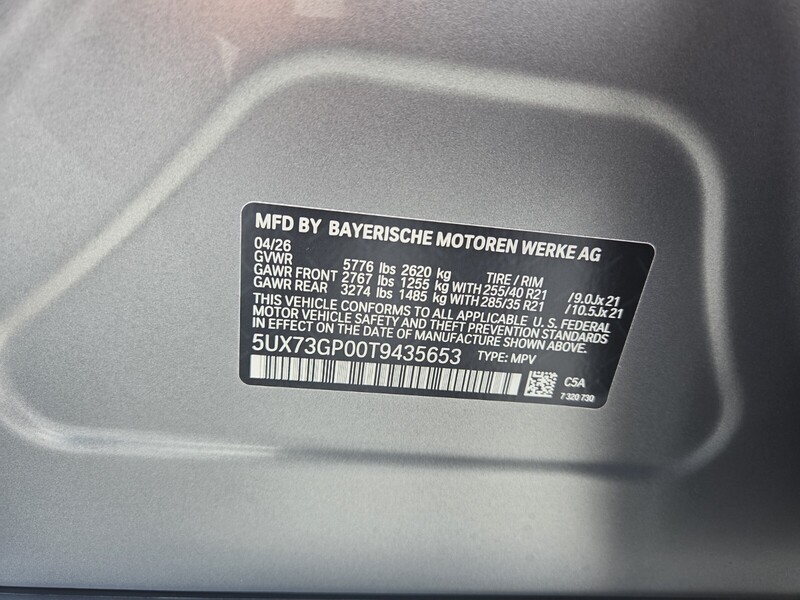 MFD BY BAYERISCHE MOTOREN WERKE AG
04/26
GVWR 5776 lbs 2620 kg TIRE / RIM
GAWR FRONT 2767 lbs 1255 kg WITH 255/40 R21 /9.0Jx21
GAWR REAR 3274 lbs 1485 kg WITH 285/35 R21 /10.5Jx21
THIS VEHICLE CONFORMS TO ALL APPLICABLE U.S. FEDERAL
MOTOR VEHICLE SAFETY AND THEFT PREVENTION STANDARDS
IN EFFECT ON THE DATE OF MANUFACTURE SHOWN ABOVE.
5UX73GP00T9435653 TYPE: MPV
C5A
7 320 730